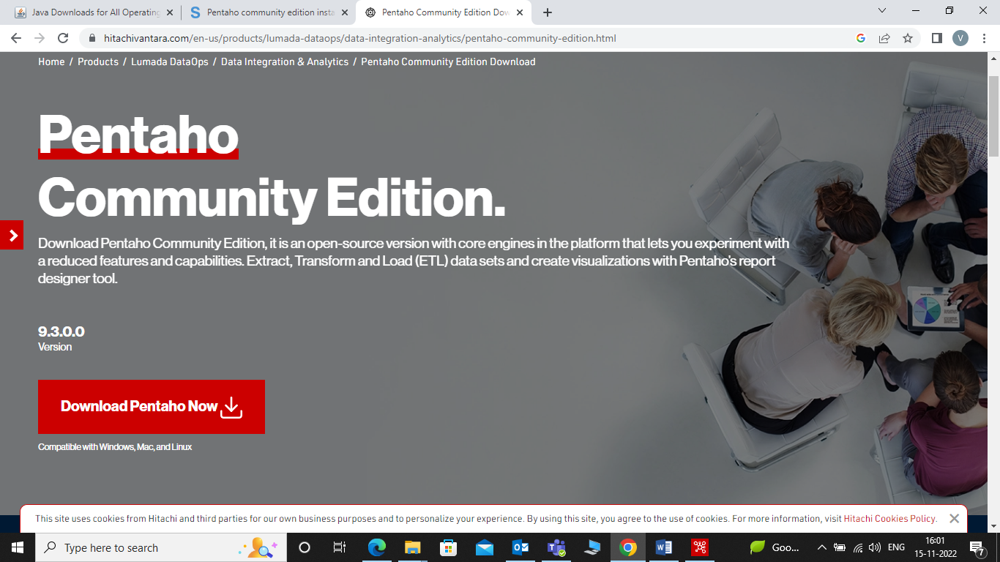 Java Downloads for All Operating
Pentaho community edition insta
Pentaho Community Edition Dow
hitachivantara.com/en-us/products/lumada-dataops/data-integration-analytics/pentaho-community-edition.html
V
Home / Products / Lumada DataOps / Data Integration & Analytics / Pentaho Community Edition Download
Pentaho
Community Edition.
Download Pentaho Community Edition, it is an open-source version with core engines in the platform that lets you experiment with
a reduced features and capabilities. Extract, Transform and Load (ETL) data sets and create visualizations with Pentaho's report
designer tool.
9.3.0.0
Version
Download Pentaho Now
Compatible with Windows, Mac, and Linux
This site uses cookies from Hitachi and third parties for our own business purposes and to personalize your experience. By using this site, you agree to the use of cookies. For more information, visit Hitachi Cookies Policy.
Type here to search
Goo...
ENG
16:01
15-11-2022
7